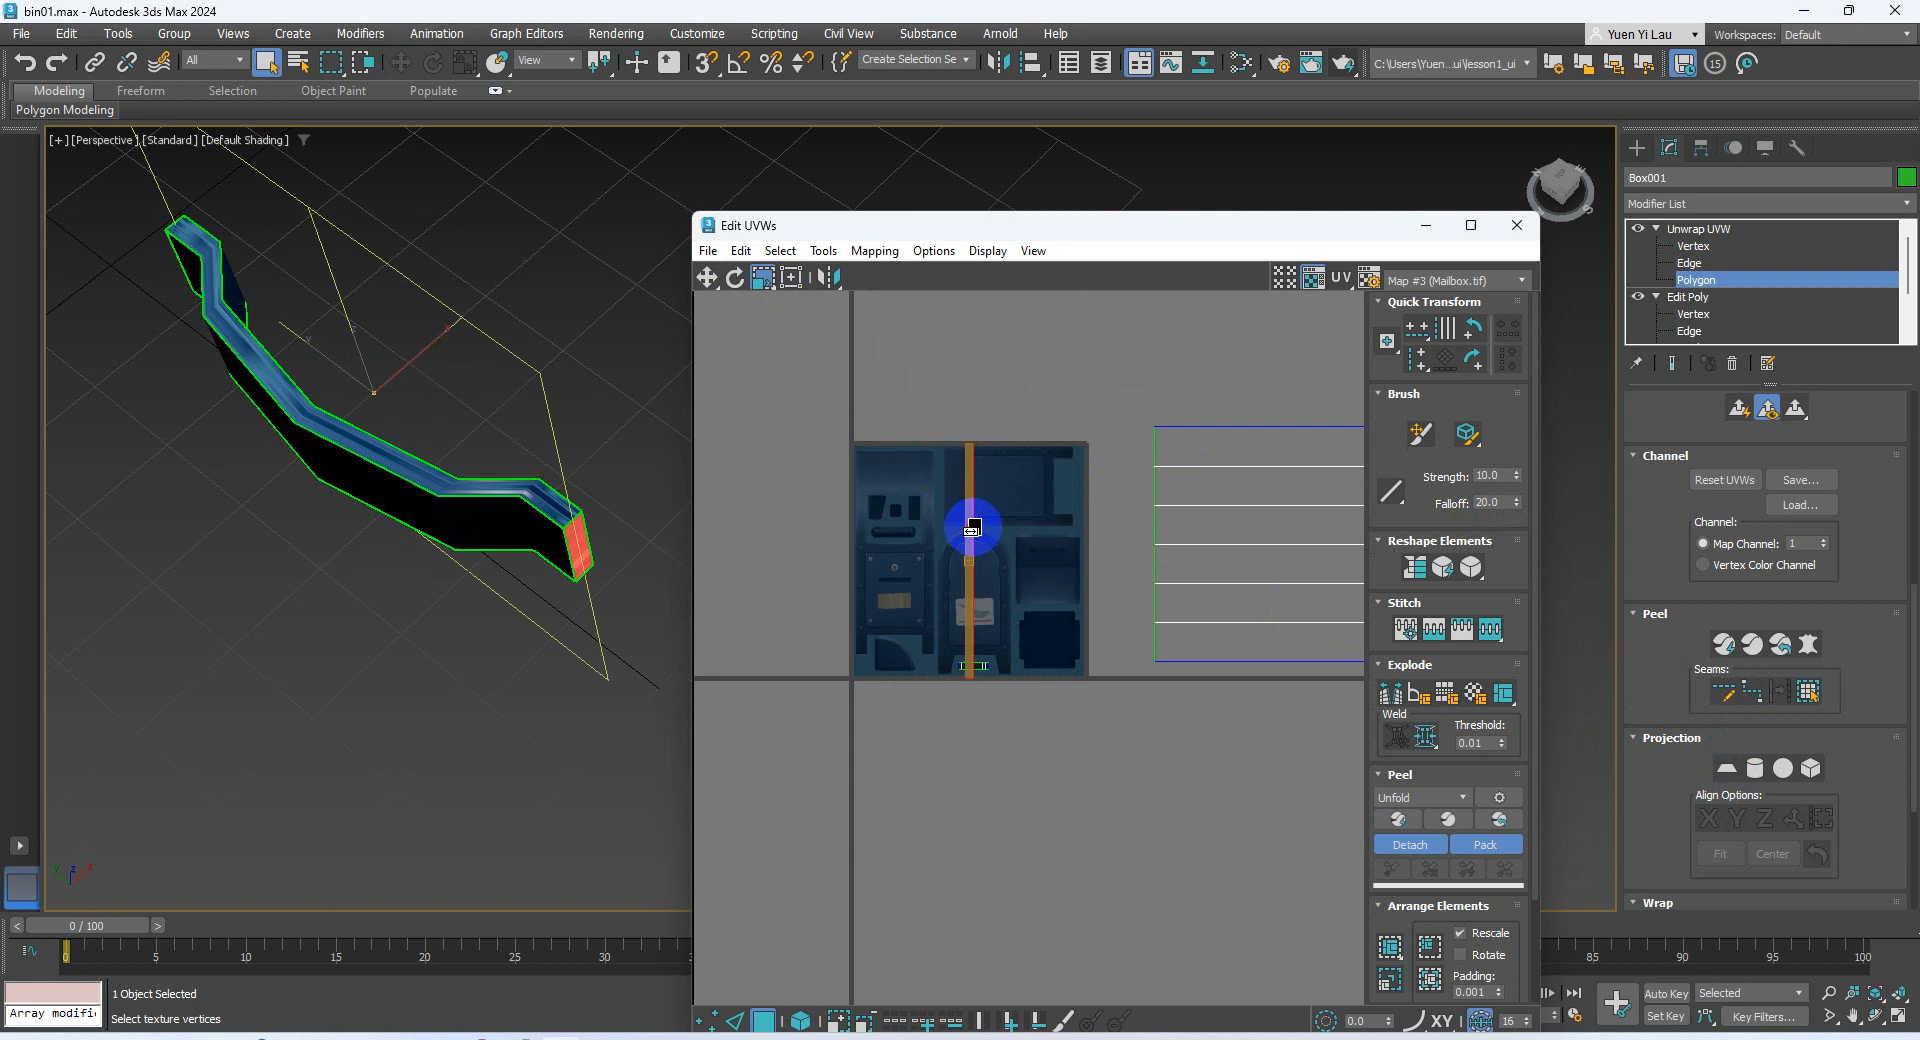 bin01.max - Autodesk 3ds Max 2024
File Edit Tools Group Views Create Modifiers Animation Graph Editors Rendering Customize Scripting Civil View Substance Arnold Help
Yuen Yi Lau Workspaces: Default
All View Create Selection Se C:\Users\Yuen...ui\lesson1_ui 15
Modeling Freeform Selection Object Paint Populate
Polygon Modeling
[+] [Perspective] [Standard] [Default Shading]
Box001
Modifier List
Unwrap UVW
Vertex
Edge
Polygon
Edit Poly
Vertex
Edge
Edit UVWs
File Edit Select Tools Mapping Options Display View
UV Map #3 (Mailbox.tif)
Quick Transform
Brush
Strength: 10.0
Falloff: 20.0
Reshape Elements
Stitch
Explode
Weld
Threshold:
0.01
Peel
Unfold
Detach Pack
Arrange Elements
Rescale
Rotate
Padding:
0.001
0.0 XY 16
Channel
Reset UVWs Save...
Load...
Channel:
Map Channel: 1
Vertex Color Channel
Peel
Seams:
Projection
Align Options:
X Y Z
Fit Center
Wrap
0 / 100
0 5 10 15 20 25 30 85 90 95 100
Array modifi
1 Object Selected
Select texture vertices
Auto Key Selected
Set Key Key Filters...